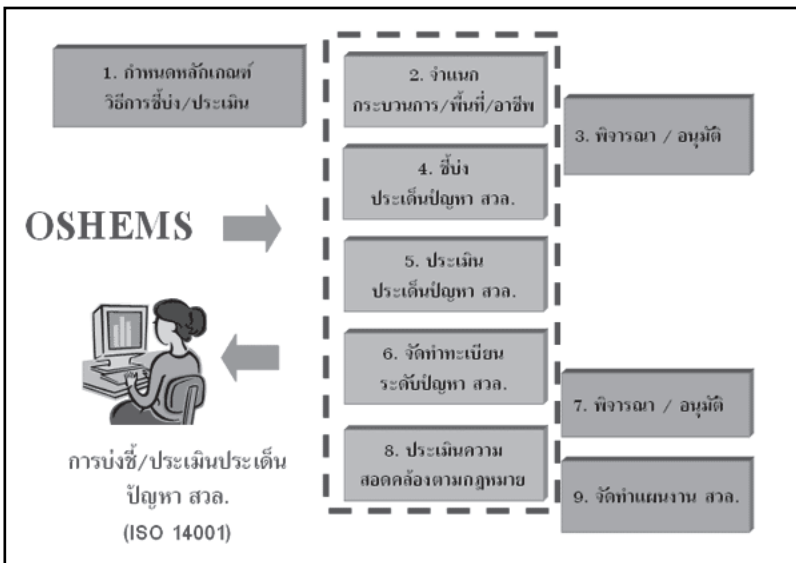 1. กำหนดหลักเกณฑ์
วิธีการชี้บ่ง/ประเมิน
2. จำแนก
กระบวนการ/พื้นที่/อาชีพ
3. พิจารณา / อนุมัติ
4. ชี้บ่ง
ประเด็นปัญหา สวล.
OSHEMS
5. ประเมิน
ประเด็นปัญหา สวล.
6. จัดทำทะเบียน
ระดับปัญหา สวล.
7. พิจารณา / อนุมัติ
8. ประเมินความ
สอดคล้องตามกฎหมาย
9. จัดทำแผนงาน สวล.
การบ่งชี้/ประเมินประเด็น
ปัญหา สวล.
(ISO 14001)